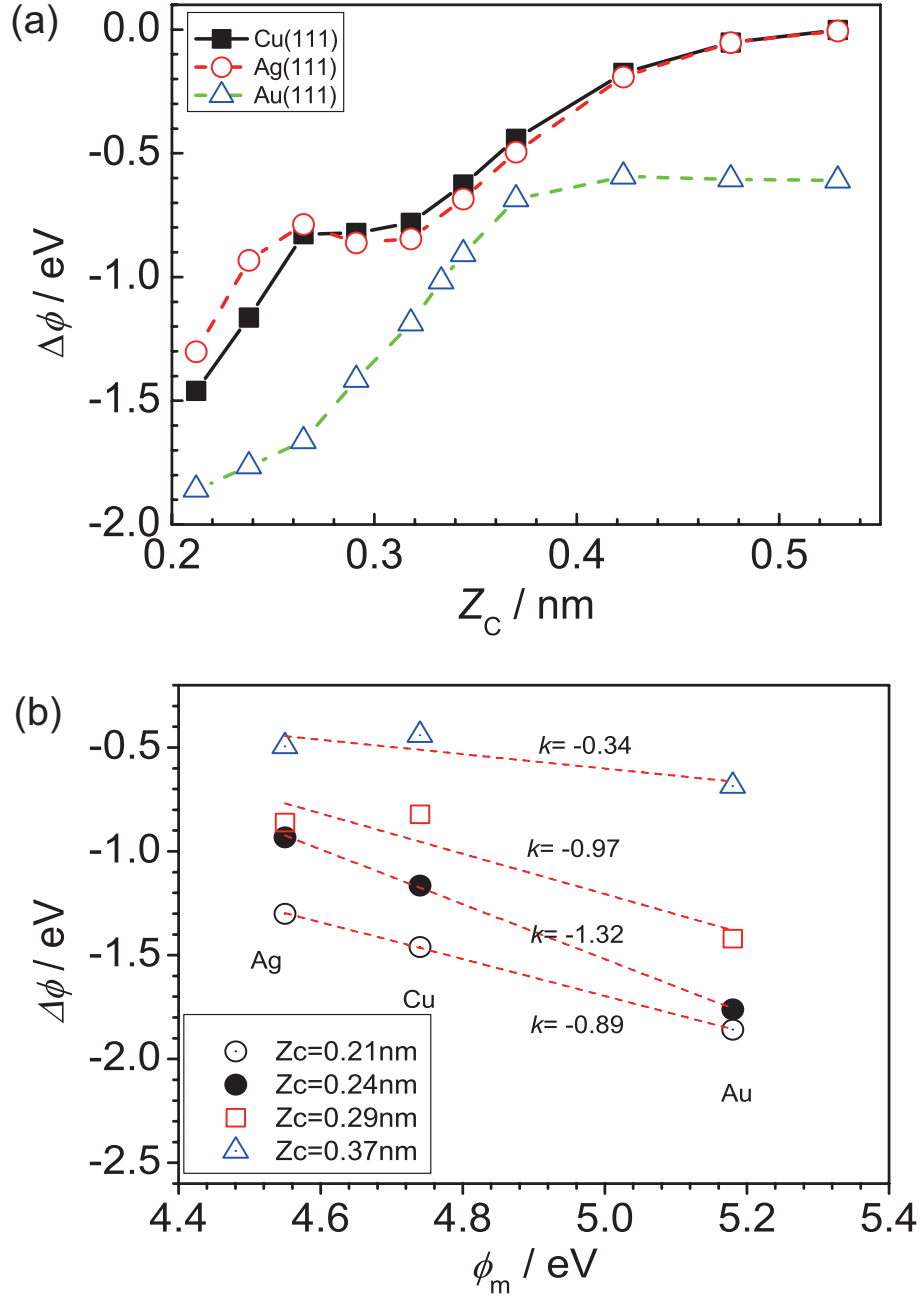 (a)
0.0
-0.5
-1.0
-1.5
-2.0
Δϕ / eV
Cu(111)
Ag(111)
Au(111)
0.2 0.3 0.4 0.5
Z_C / nm
(b)
-0.5
-1.0
-1.5
-2.0
-2.5
Δϕ / eV
k= -0.34
k= -0.97
k= -1.32
k= -0.89
Ag
Cu
Au
Zc=0.21nm
Zc=0.24nm
Zc=0.29nm
Zc=0.37nm
4.4 4.6 4.8 5.0 5.2 5.4
ϕ_m / eV